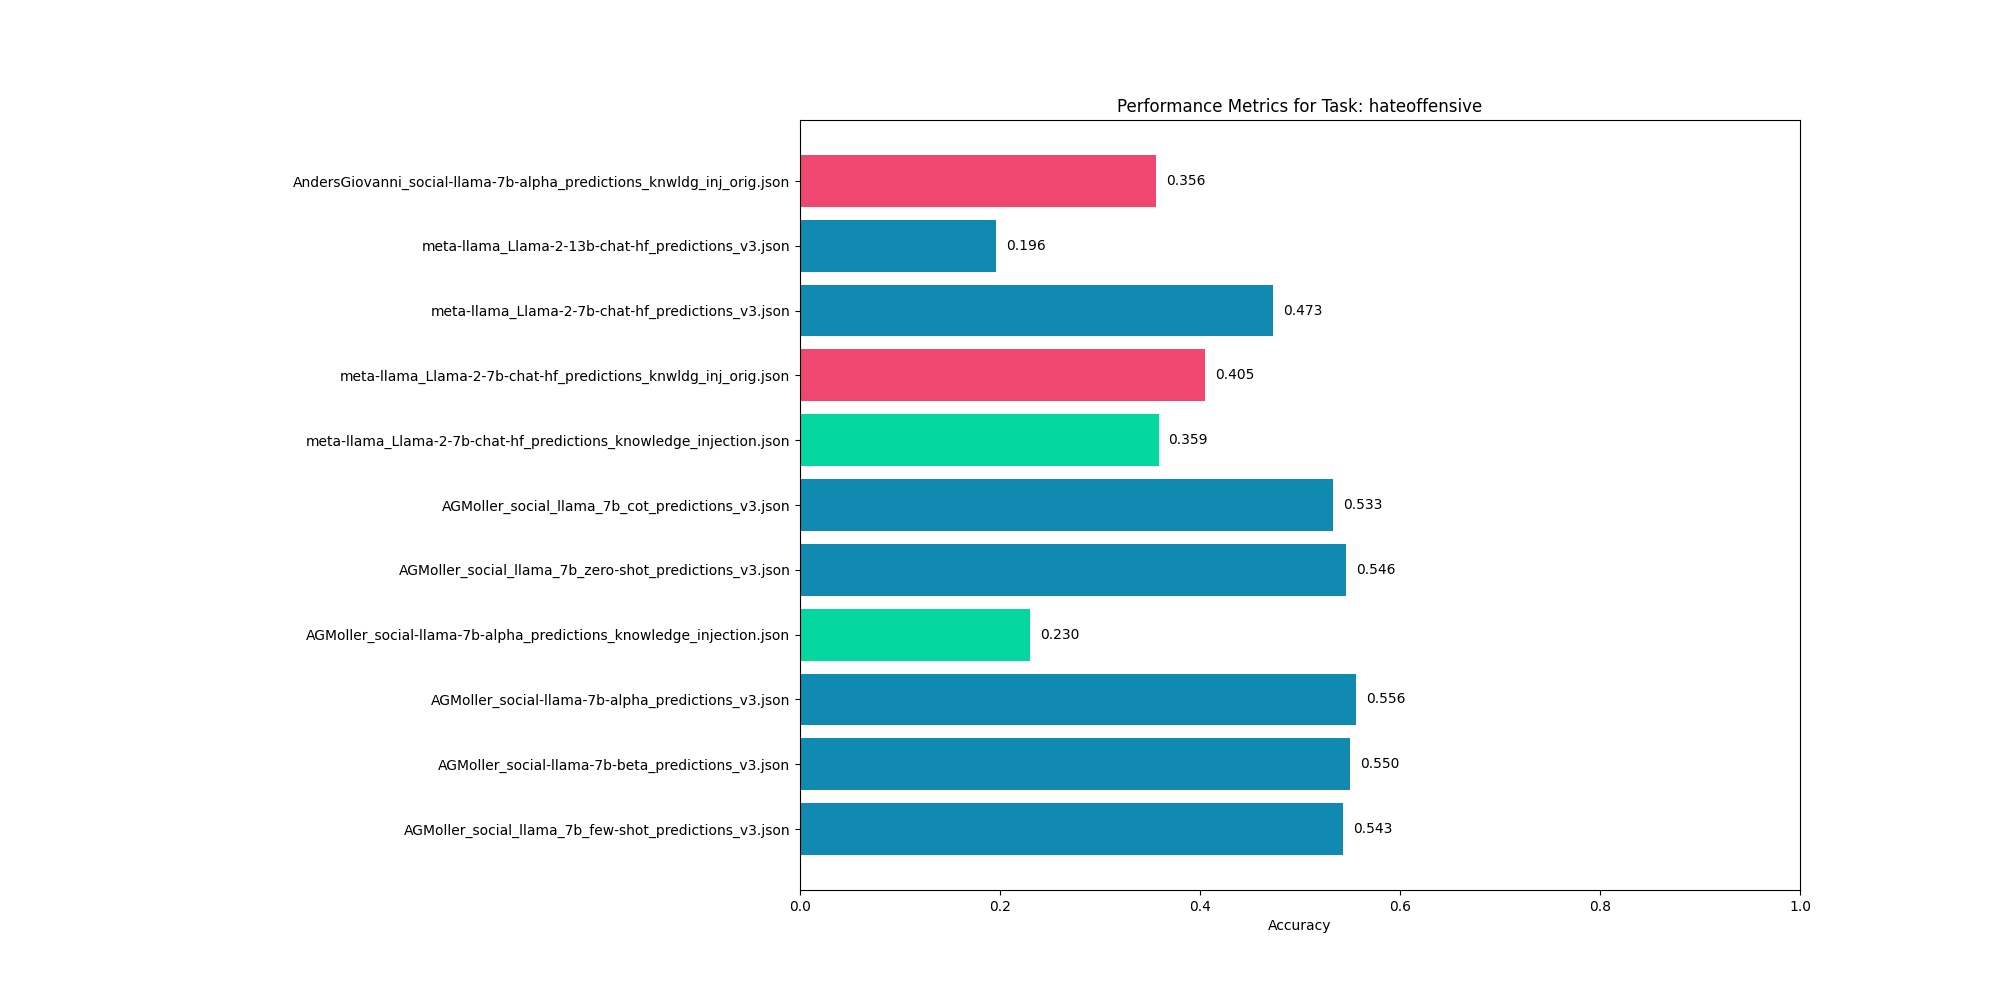 Performance Metrics for Task: hateoffensive
AndersGiovanni_social-llama-7b-alpha_predictions_knwldg_inj_orig.json 0.356
meta-llama_Llama-2-13b-chat-hf_predictions_v3.json 0.196
meta-llama_Llama-2-7b-chat-hf_predictions_v3.json 0.473
meta-llama_Llama-2-7b-chat-hf_predictions_knwldg_inj_orig.json 0.405
meta-llama_Llama-2-7b-chat-hf_predictions_knowledge_injection.json 0.359
AGMoller_social_llama_7b_cot_predictions_v3.json 0.533
AGMoller_social_llama_7b_zero-shot_predictions_v3.json 0.546
AGMoller_social-llama-7b-alpha_predictions_knowledge_injection.json 0.230
AGMoller_social-llama-7b-alpha_predictions_v3.json 0.556
AGMoller_social-llama-7b-beta_predictions_v3.json 0.550
AGMoller_social_llama_7b_few-shot_predictions_v3.json 0.543
0.0 0.2 0.4 0.6 0.8 1.0
Accuracy